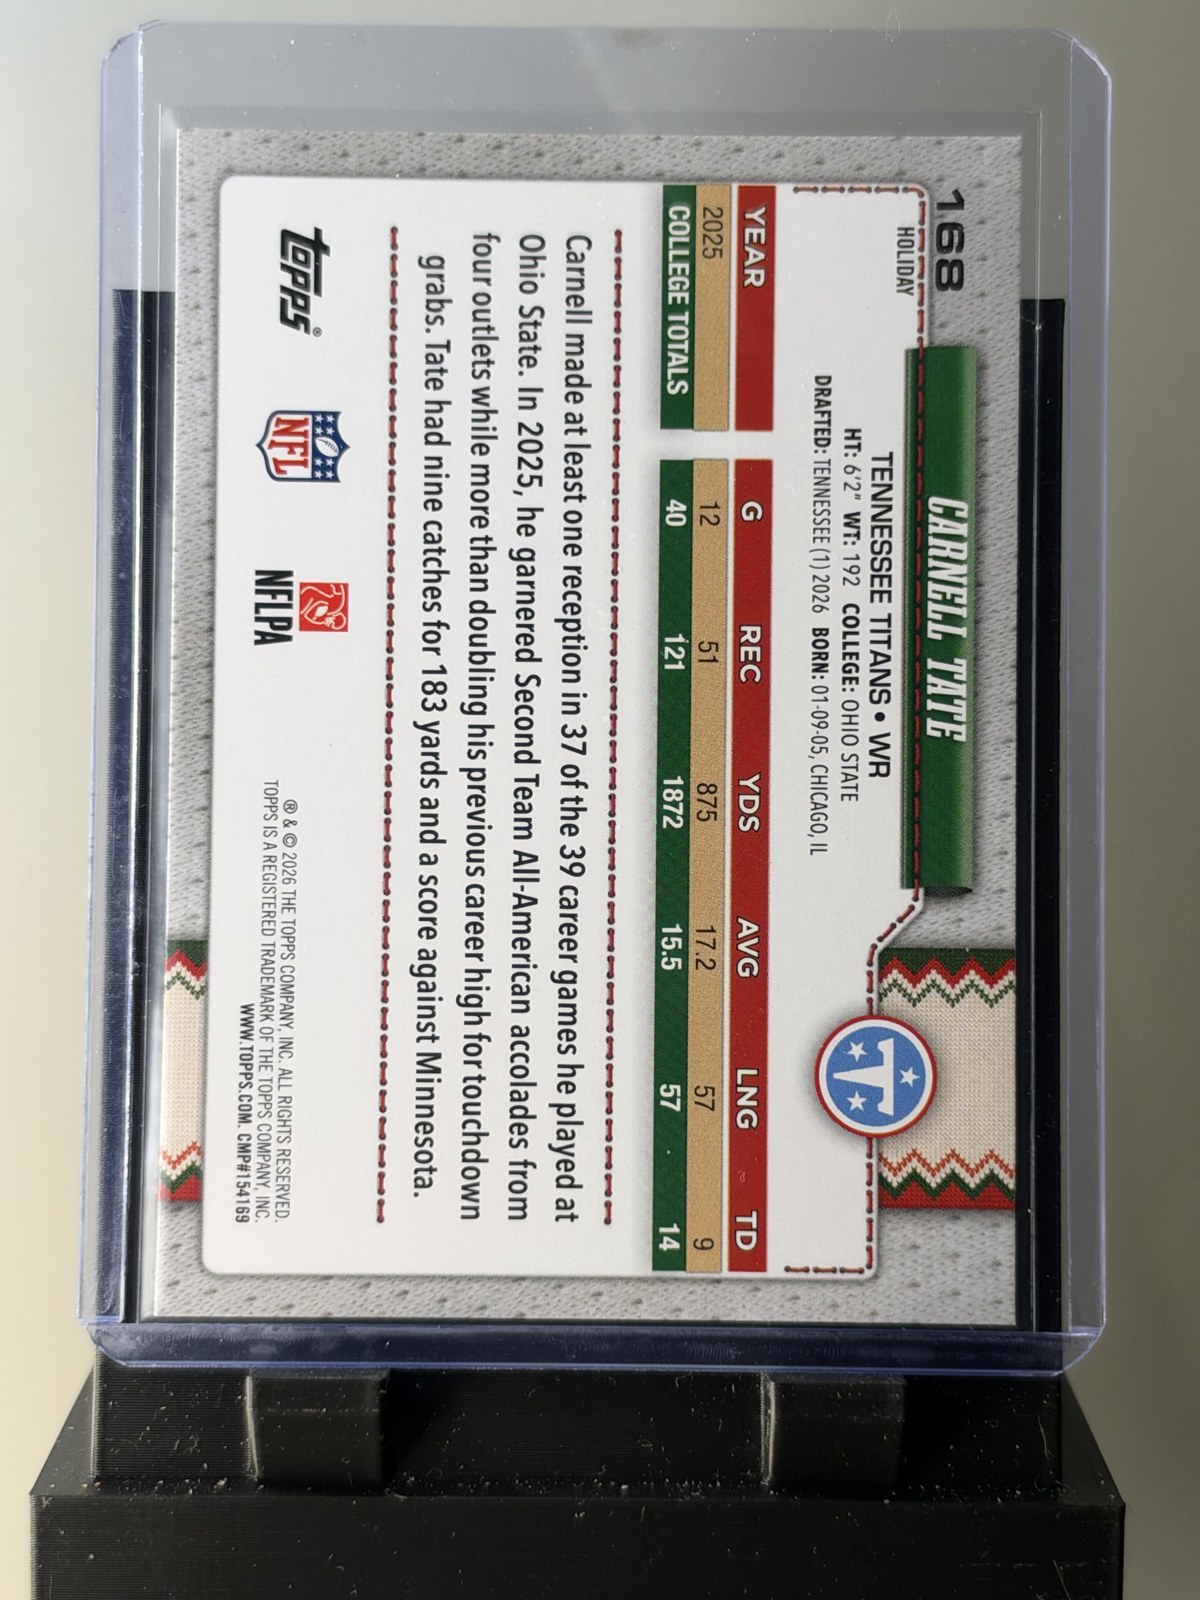 168
HOLIDAY
CARNELL TATE
TENNESSEE TITANS • WR
HT: 6'2" WT: 192 COLLEGE: OHIO STATE
DRAFTED: TENNESSEE (1) 2026 BORN: 01-09-05, CHICAGO, IL
YEAR G REC YDS AVG LNG TD
2025 12 51 875 17.2 57 9
COLLEGE TOTALS 40 121 1872 15.5 57 14
Carnell made at least one reception in 37 of the 39 career games he played at
Ohio State. In 2025, he garnered Second Team All-American accolades from
four outlets while more than doubling his previous career high for touchdown
grabs. Tate had nine catches for 183 yards and a score against Minnesota.
topps®
NFL
NFLPA
® & © 2026 THE TOPPS COMPANY, INC. ALL RIGHTS RESERVED.
TOPPS IS A REGISTERED TRADEMARK OF THE TOPPS COMPANY, INC.
WWW.TOPPS.COM. CMP#154169